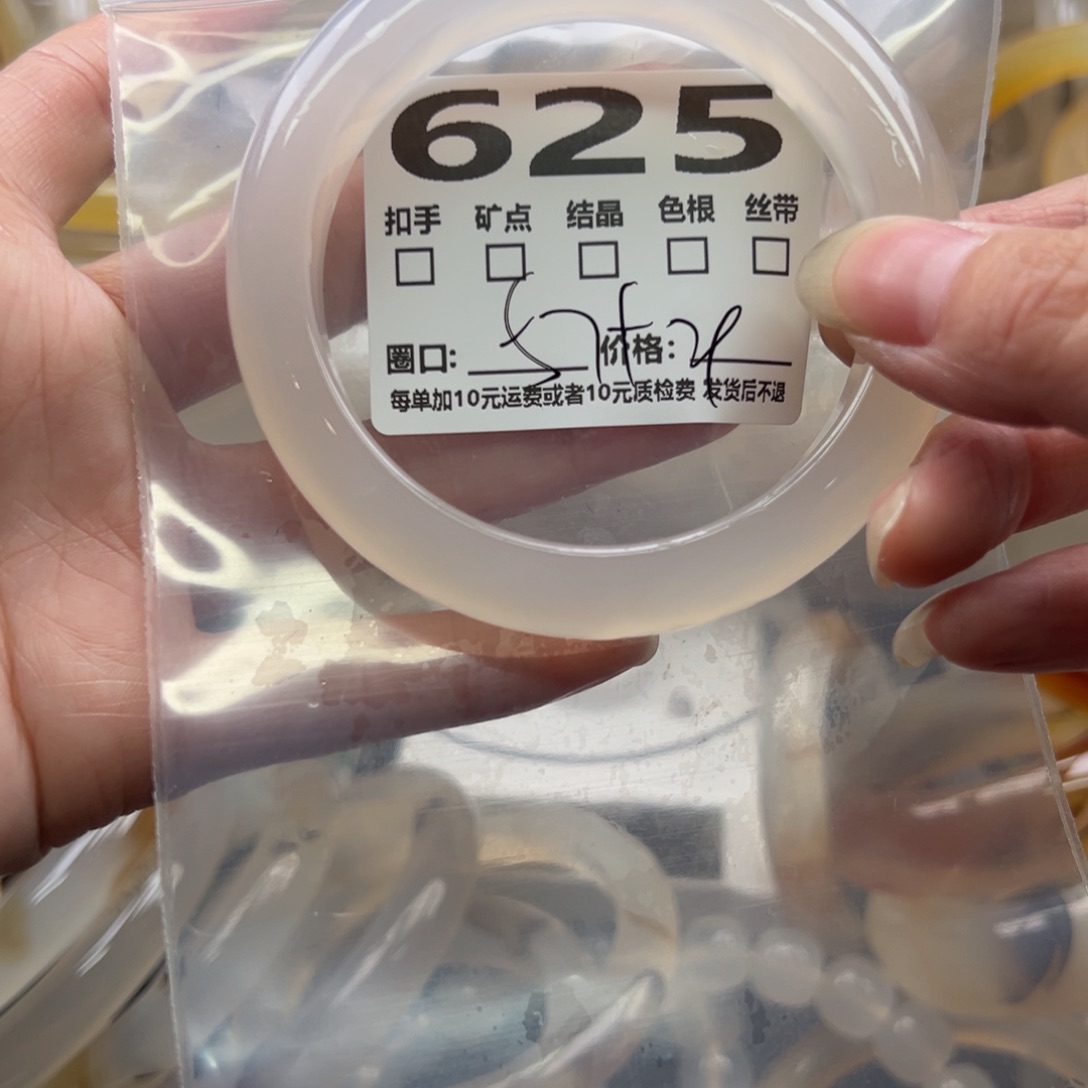 625
扣手 矿点 结晶 色根 丝带
□ □ □ □ □
圈口: 价格:
每单加10元运费或者10元质检费 发货后不退